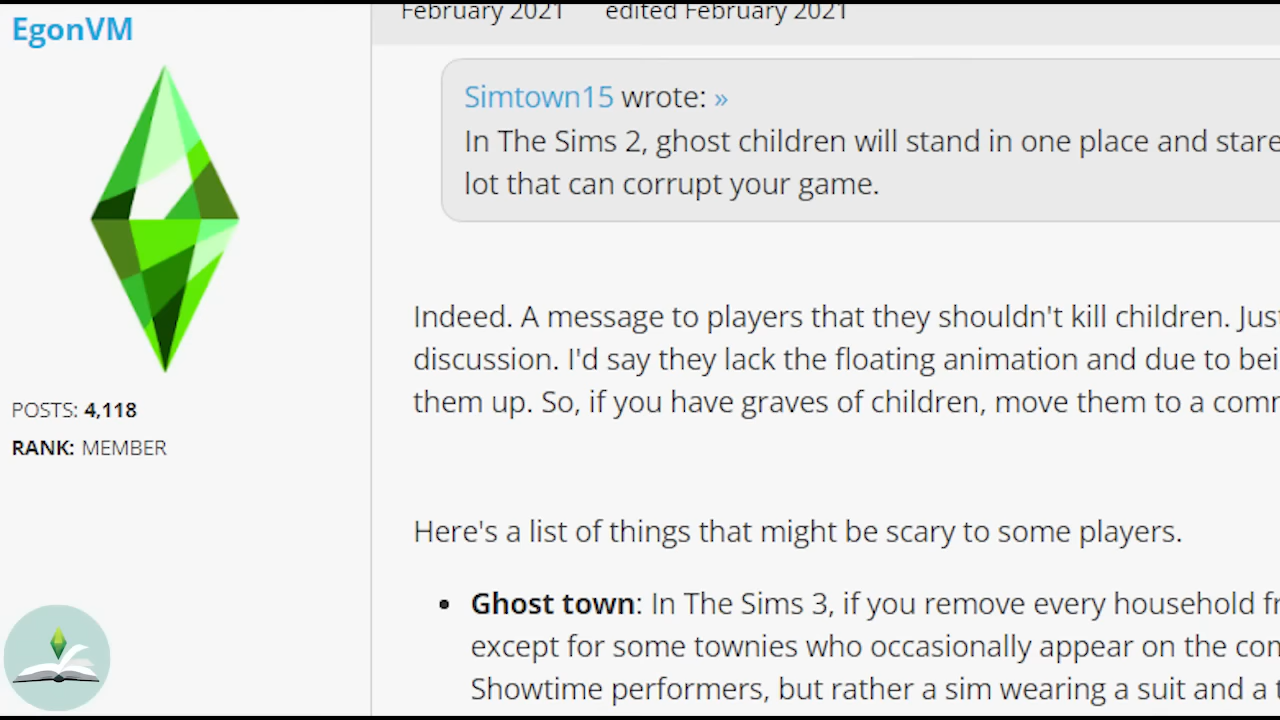 EgonVM
February 2021 edited February 2021
Simtown15 wrote: »
In The Sims 2, ghost children will stand in one place and stare
lot that can corrupt your game.
Indeed. A message to players that they shouldn't kill children.
discussion. I'd say they lack the floating animation and due to
them up. So, if you have graves of children, move them to a
POSTS: 4,118
RANK: MEMBER
Here's a list of things that might be scary to some players.
• Ghost town: In The Sims 3, if you remove every household
except for some townies who occasionally appear on the
Showtime performers, but rather a sim wearing a suit and a